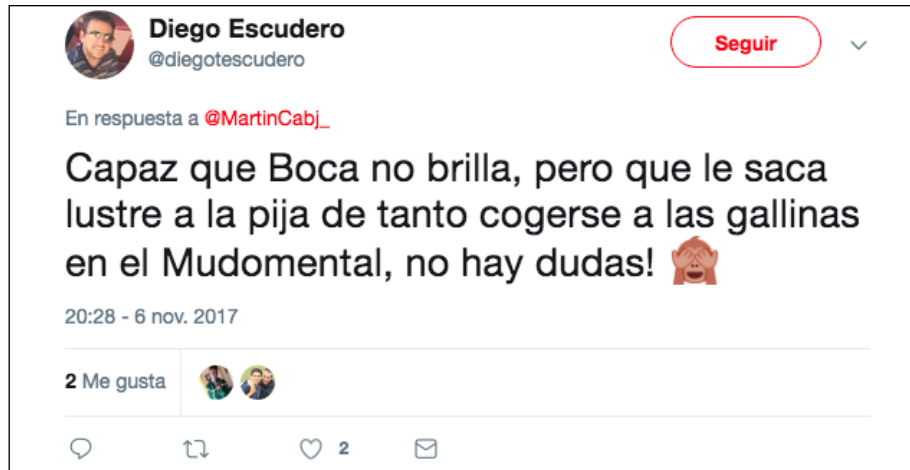 Diego Escudero
@diegotescudero
Seguir
En respuesta a @MartinCabj_
Capaz que Boca no brilla, pero que le saca
lustre a la pija de tanto cogerse a las gallinas
en el Mudomental, no hay dudas! 🙈
20:28 - 6 nov. 2017
2 Me gusta
2